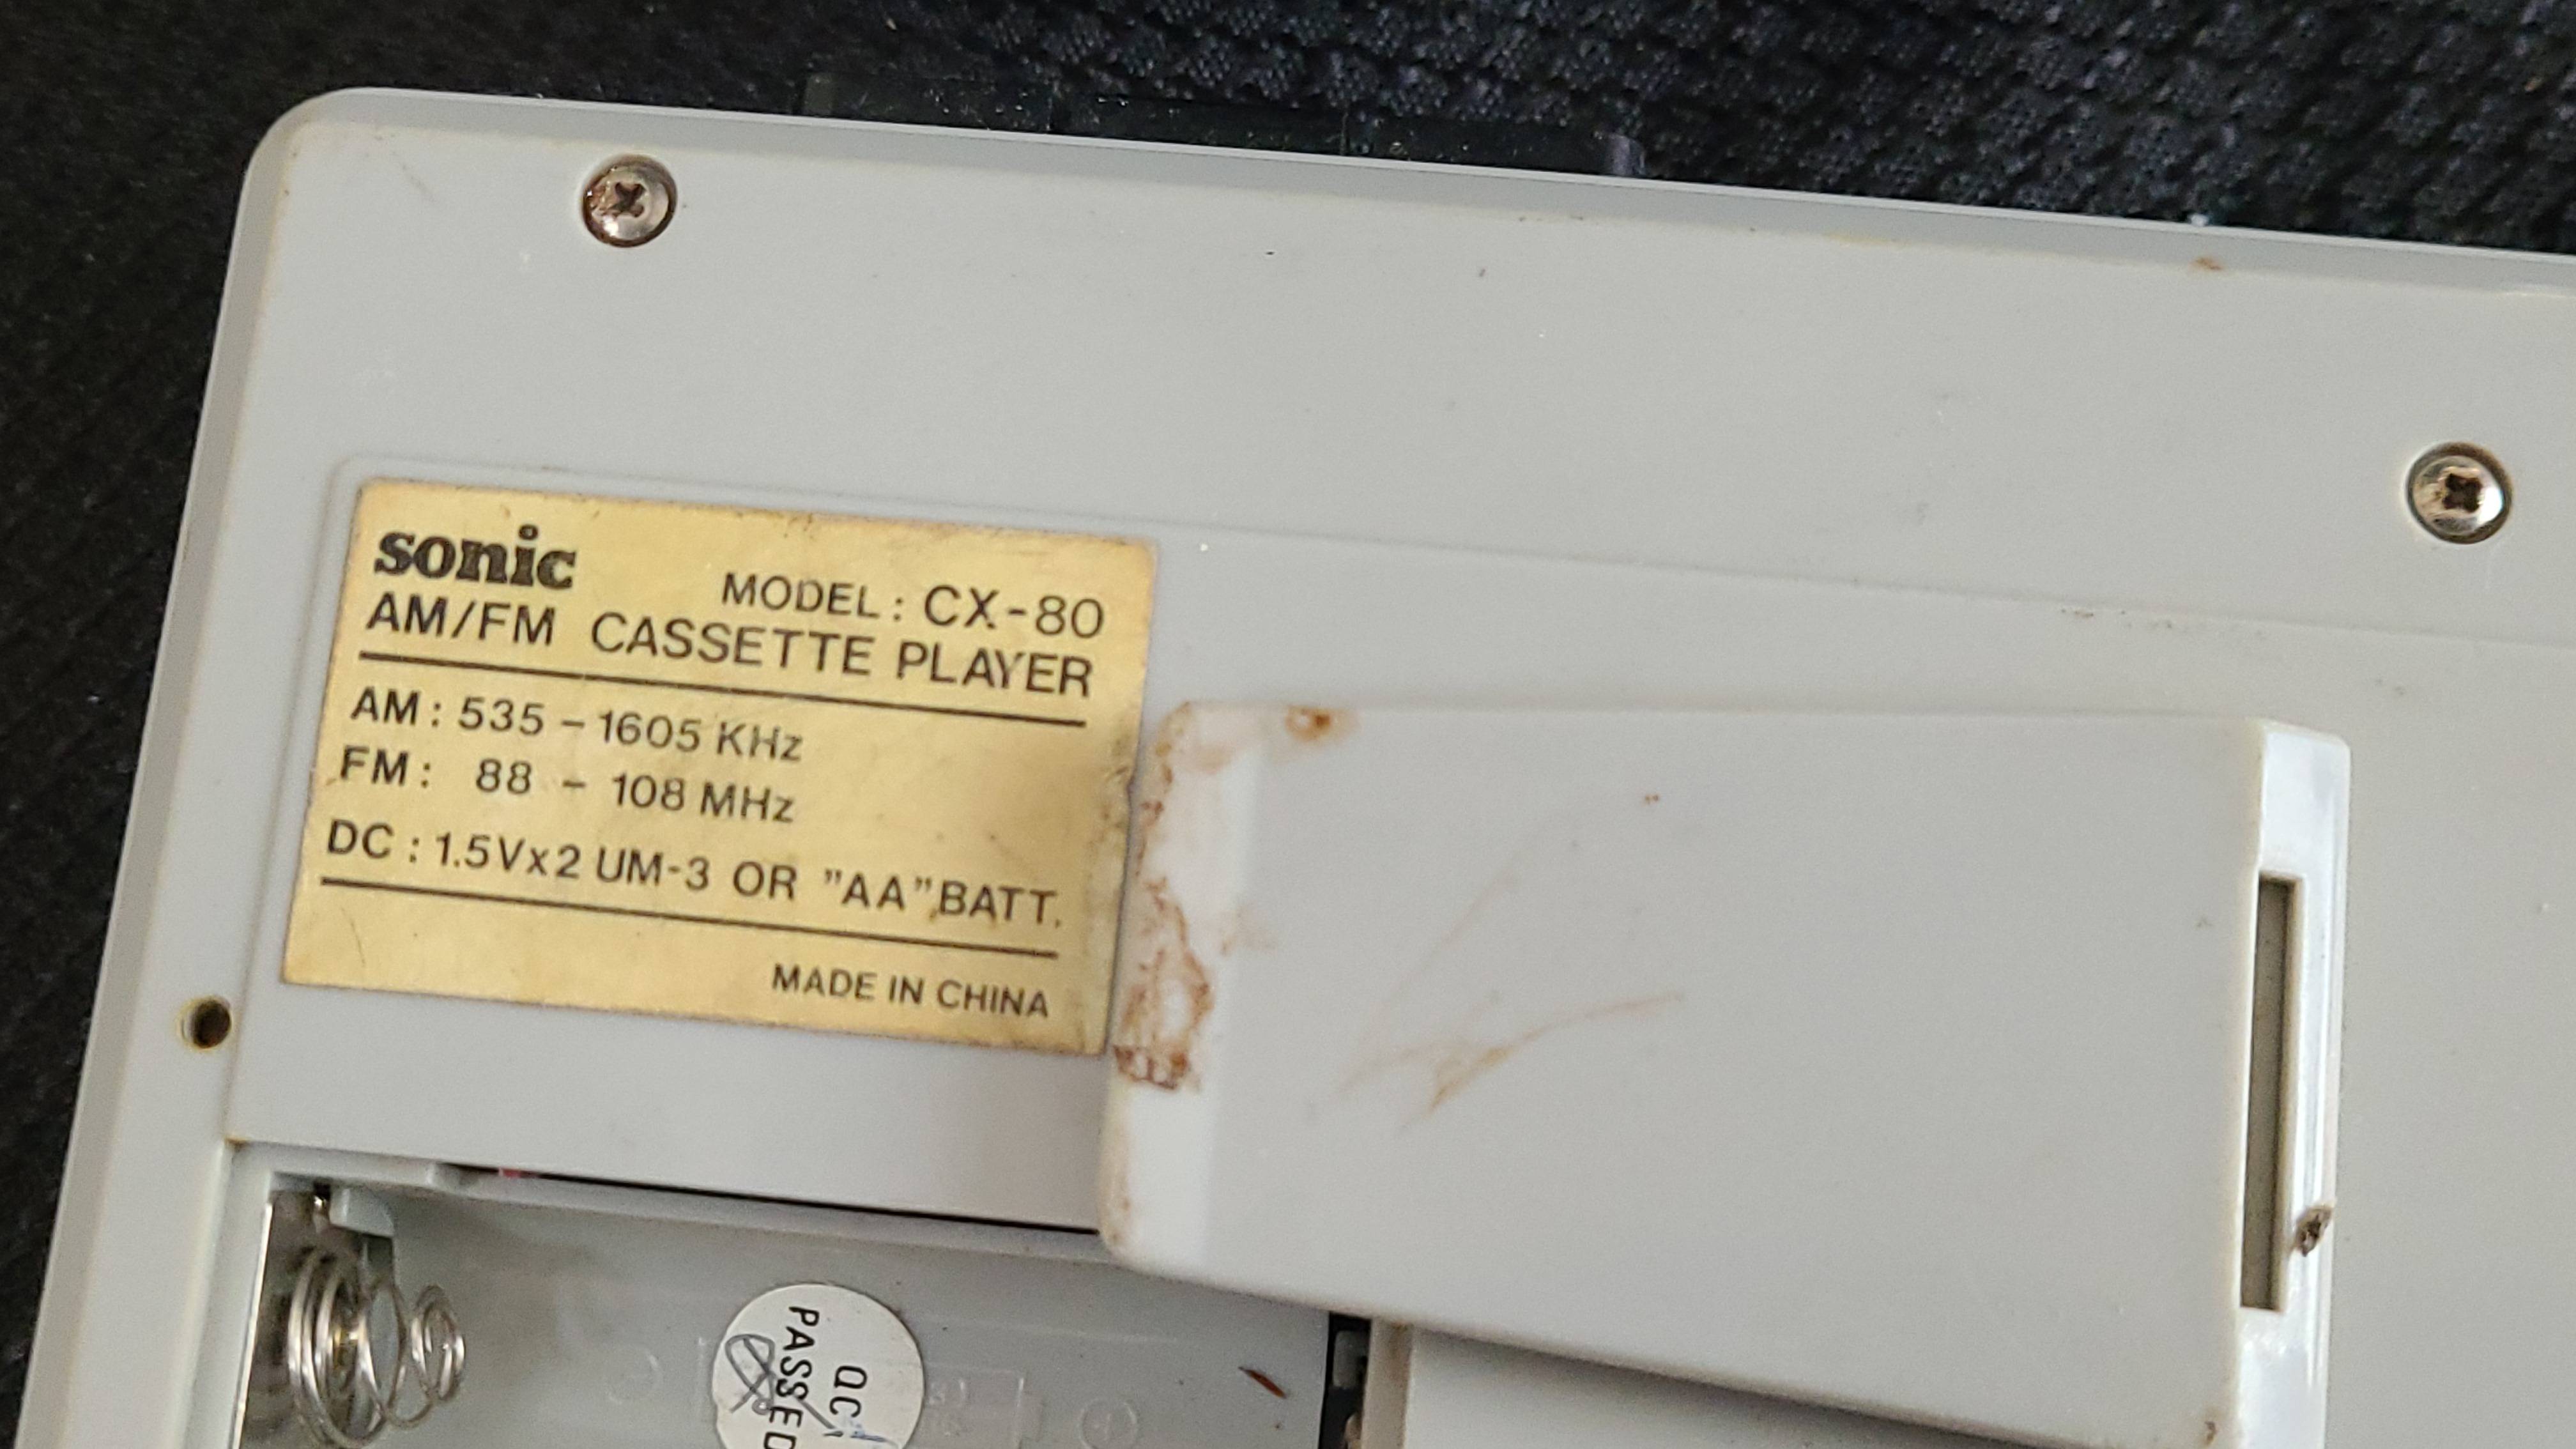 sonic
MODEL: CX-80
AM/FM CASSETTE PLAYER
AM: 535 - 1605 KHz
FM: 88 - 108 MHz
DC: 1.5Vx2 UM-3 OR "AA" BATT.
MADE IN CHINA
QC
PASSED